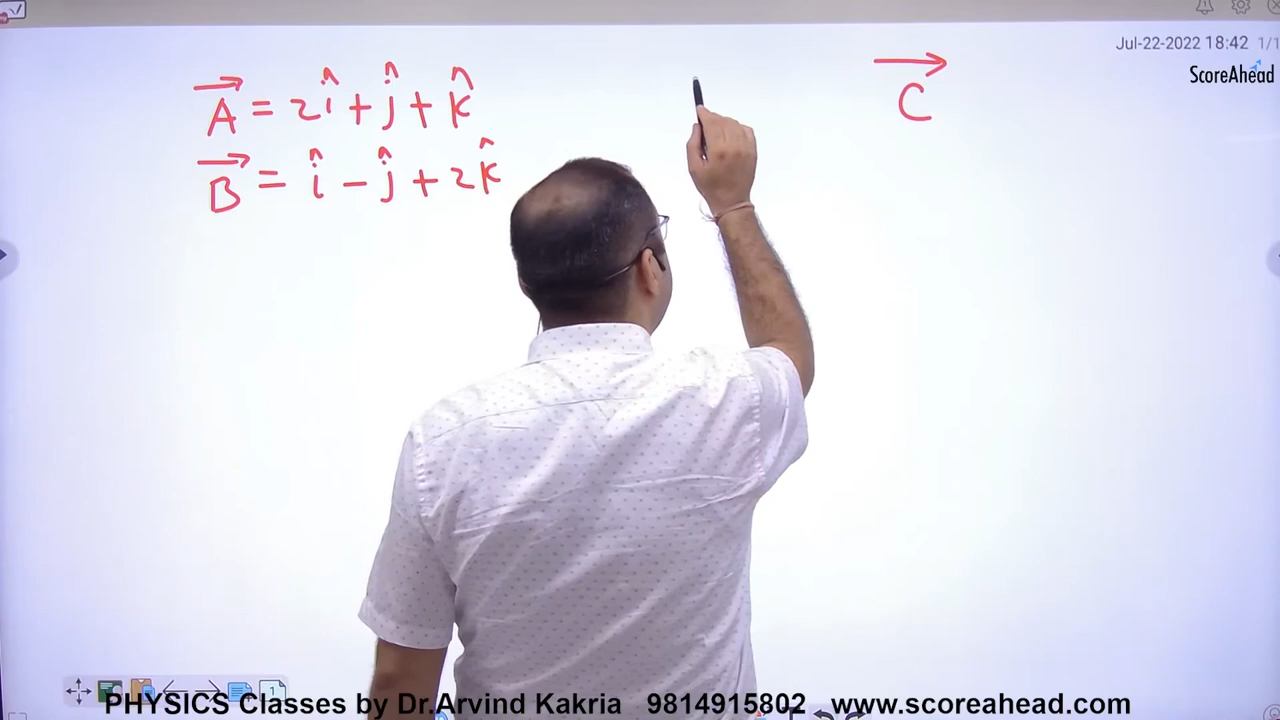 Jul-22-2022 18:42 1/1
ScoreAhead
A⃗ = 2î + ĵ + k̂
B⃗ = î - ĵ + 2k̂
C⃗
1
PHYSICS Classes by Dr.Arvind Kakria 9814915802 www.scoreahead.com